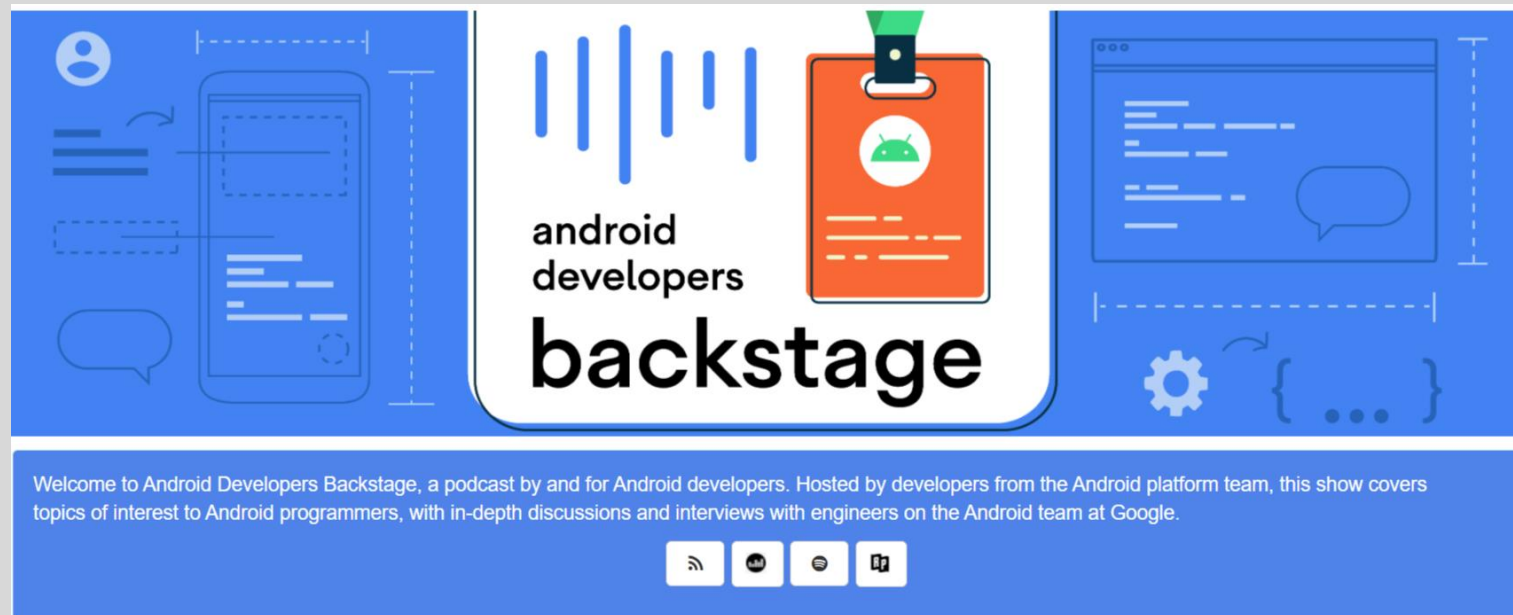 android
developers
backstage
Welcome to Android Developers Backstage, a podcast by and for Android developers. Hosted by developers from the Android platform team, this show covers
topics of interest to Android programmers, with in-depth discussions and interviews with engineers on the Android team at Google.